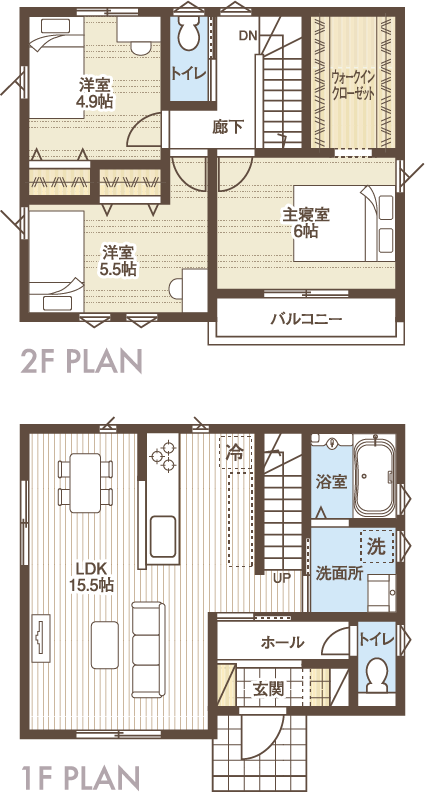 トイレ
DN
ウォークイン
クローゼット
洋室
4.9帖
廊下
主寝室
6帖
洋室
5.5帖
バルコニー
2F PLAN
冷
浴室
洗
洗面所
LDK
15.5帖
UP
ホール
トイレ
玄関
1F PLAN